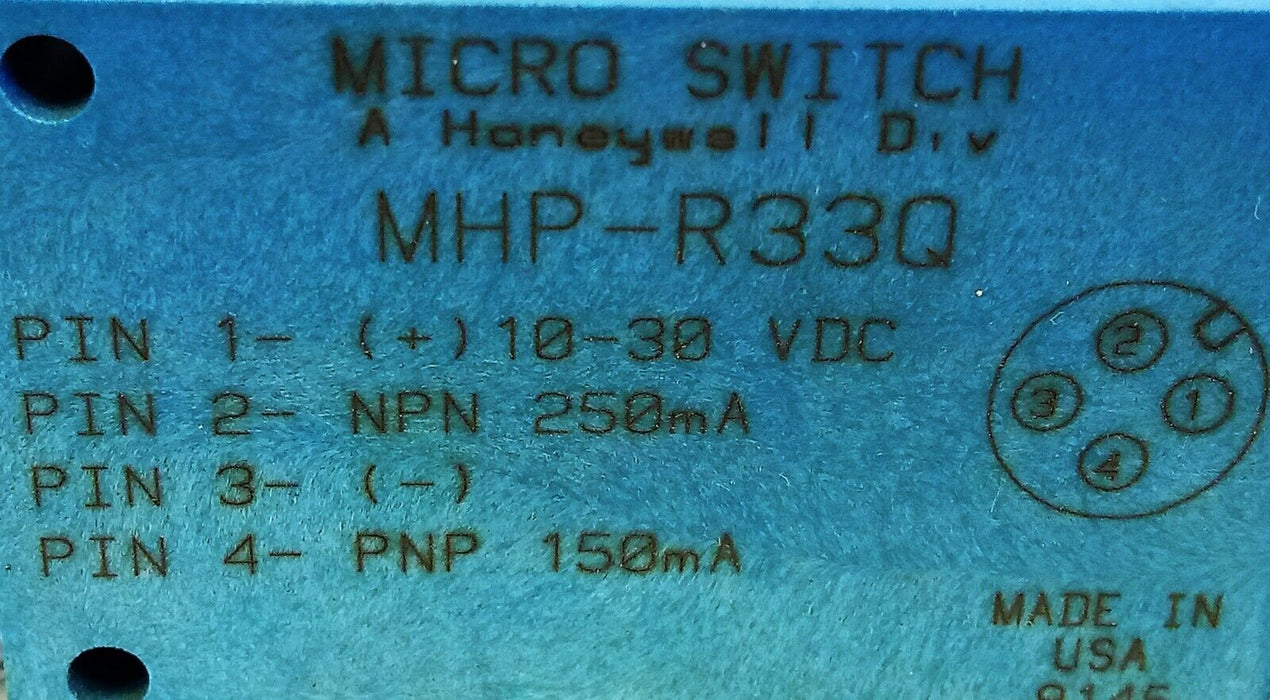 MICRO SWITCH
A Honeywell Div
MHP-R33Q
PIN 1- (+)10-30 VDC
PIN 2- NPN 250mA
PIN 3- (-)
PIN 4- PNP 150mA
2
3
1
4
MADE IN
USA